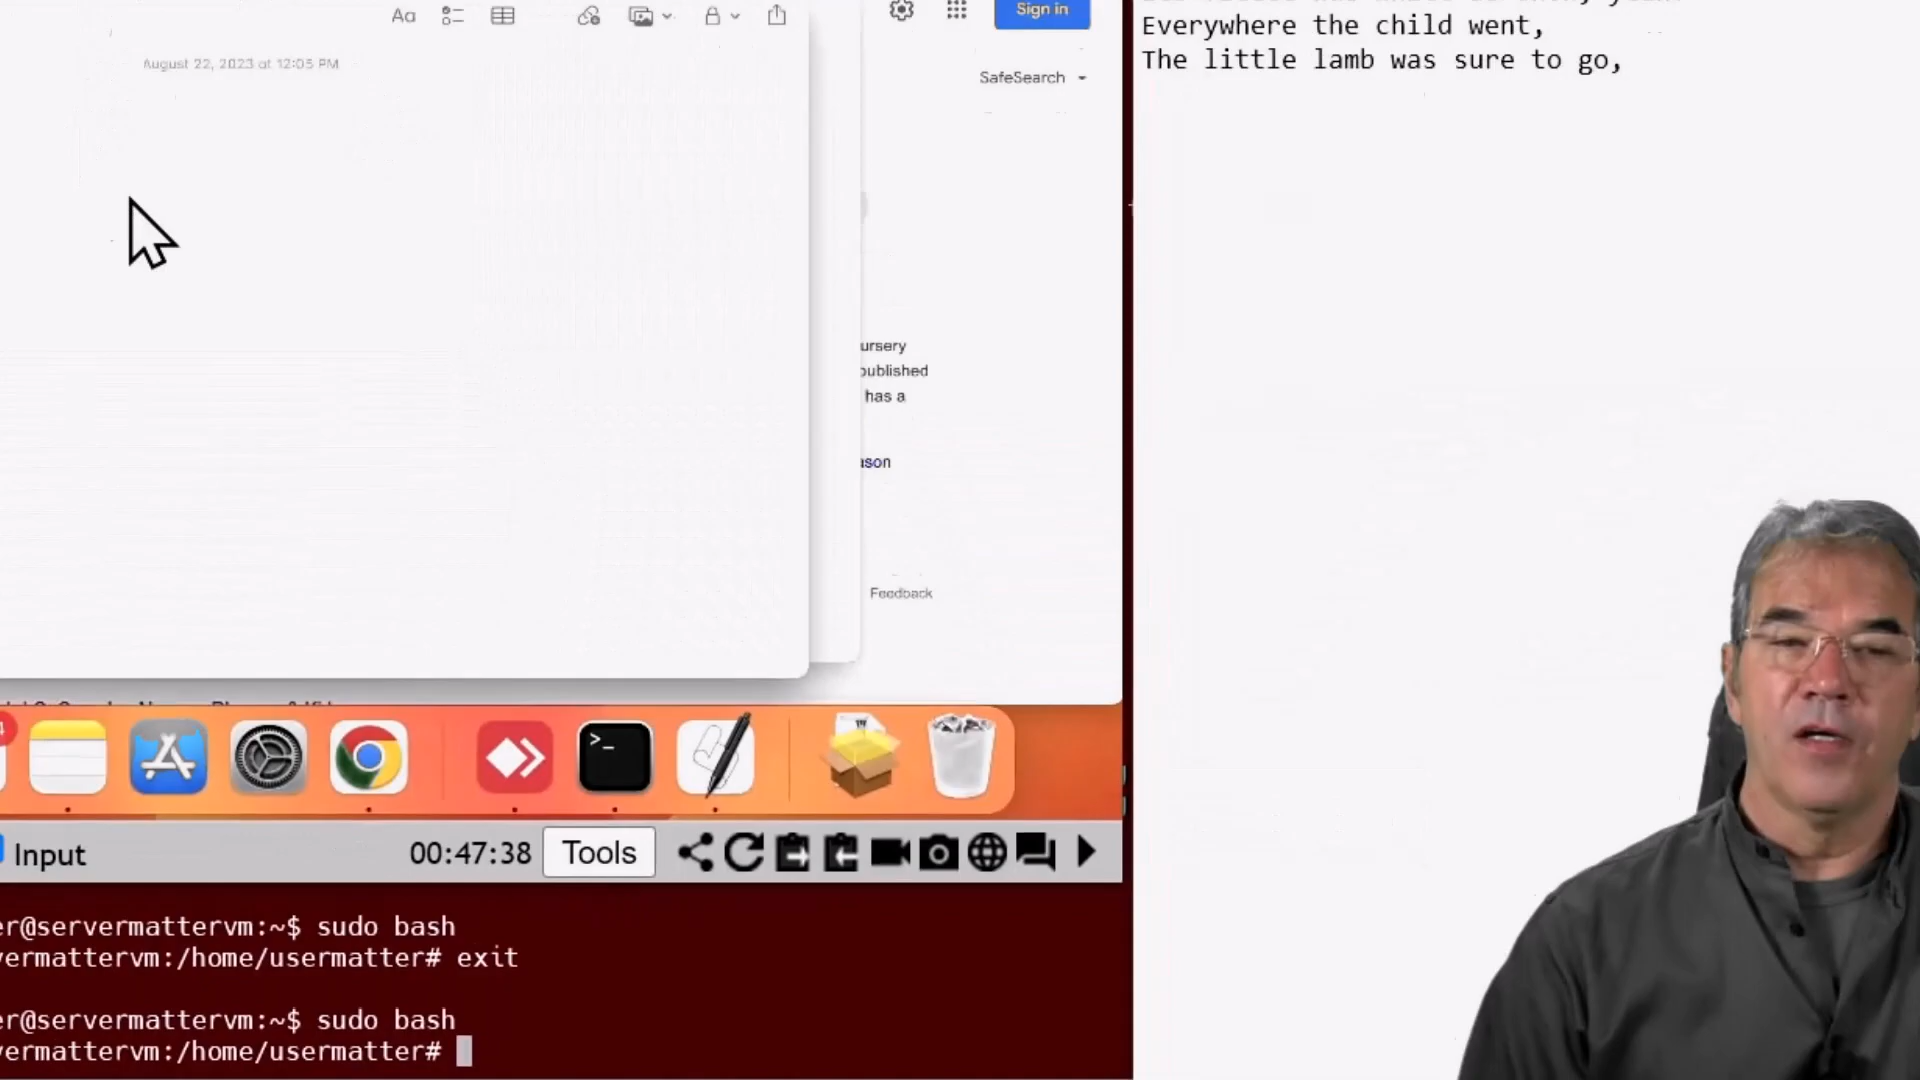 Sign in
August 22, 2023 at 12:05 PM
SafeSearch
Everywhere the child went,
The little lamb was sure to go,
ursery
published
has a
ason
Feedback
Input
00:47:38
Tools
er@servermattervm:~$ sudo bash
vermattervm:/home/usermatter# exit
er@servermattervm:~$ sudo bash
vermattervm:/home/usermatter#